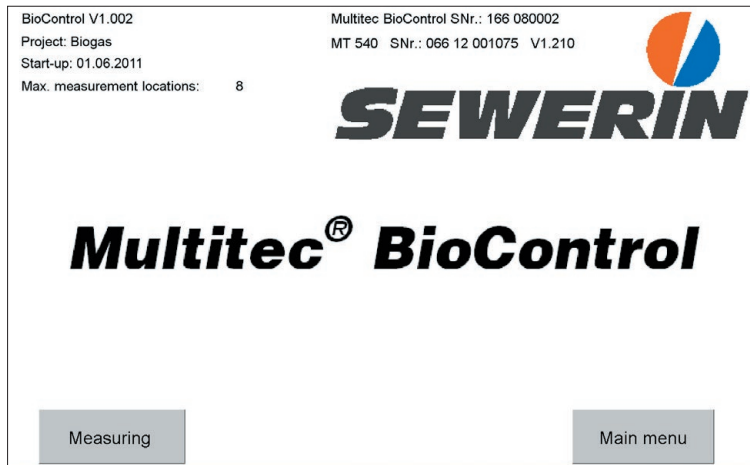 BioControl V1.002
Project: Biogas
Start-up: 01.06.2011
Max. measurement locations: 8
Multitec BioControl SNr.: 166 080002
MT 540 SNr.: 066 12 001075 V1.210
SEWERIN
Multitec® BioControl
Measuring
Main menu